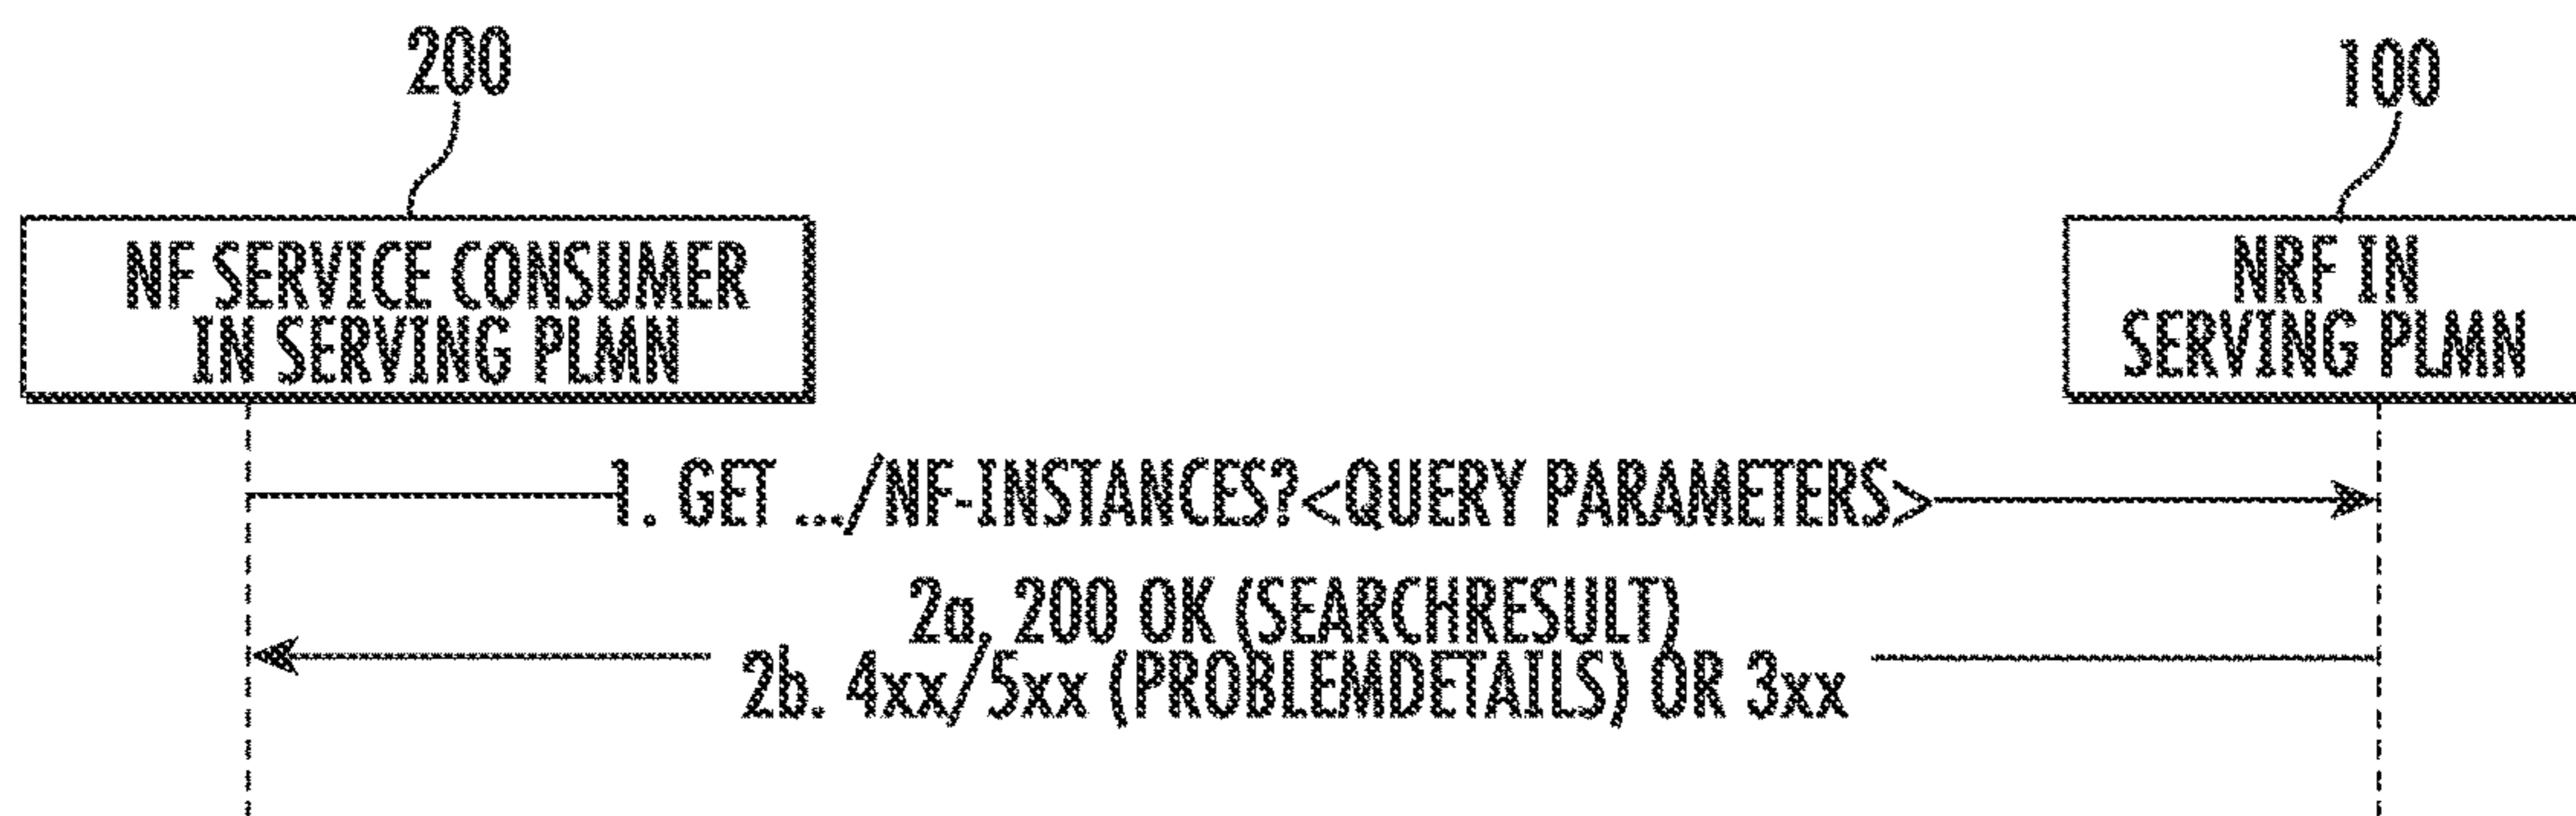 200
100
NF SERVICE CONSUMER
IN SERVING PLMN
NRF IN
SERVING PLMN
1. GET .../NF-INSTANCES?<QUERY PARAMETERS>
2a. 200 OK (SEARCHRESULT)
2b. 4xx/5xx (PROBLEMDETAILS) OR 3xx